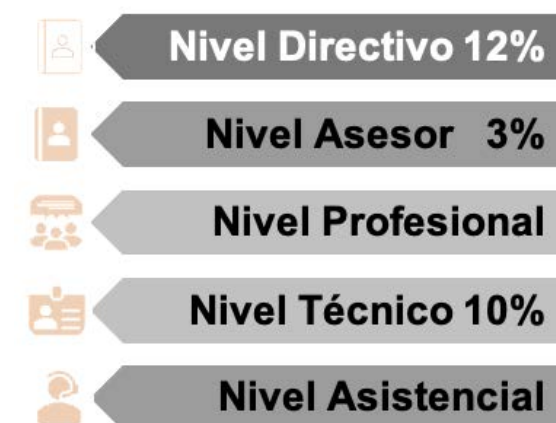 Nivel Directivo 12%
Nivel Asesor 3%
Nivel Profesional
Nivel Técnico 10%
Nivel Asistencial